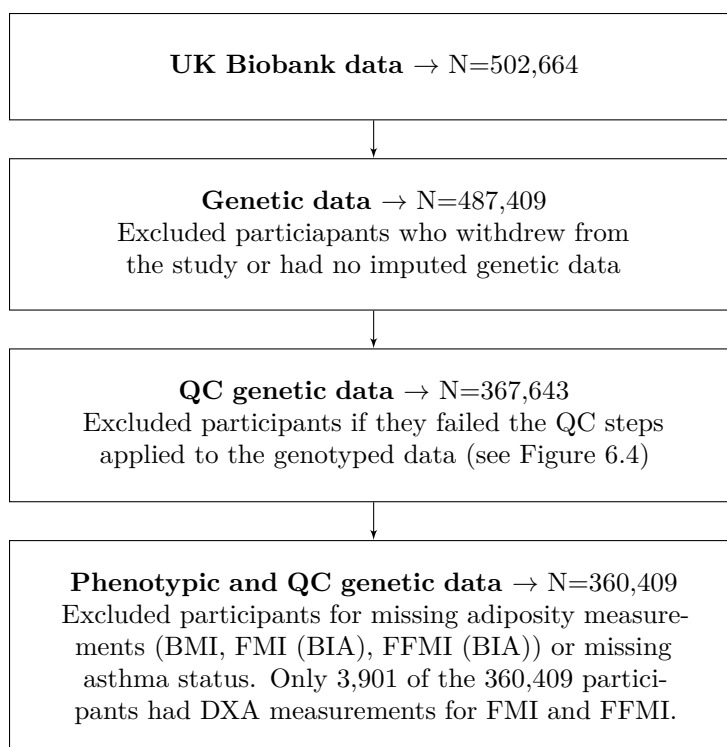 UK Biobank data → N=502,664
Genetic data → N=487,409
Excluded particiapants who withdrew from
the study or had no imputed genetic data
QC genetic data → N=367,643
Excluded participants if they failed the QC steps
applied to the genotyped data (see Figure 6.4)
Phenotypic and QC genetic data → N=360,409
Excluded participants for missing adiposity measure-
ments (BMI, FMI (BIA), FFMI (BIA)) or missing
asthma status. Only 3,901 of the 360,409 partici-
pants had DXA measurements for FMI and FFMI.